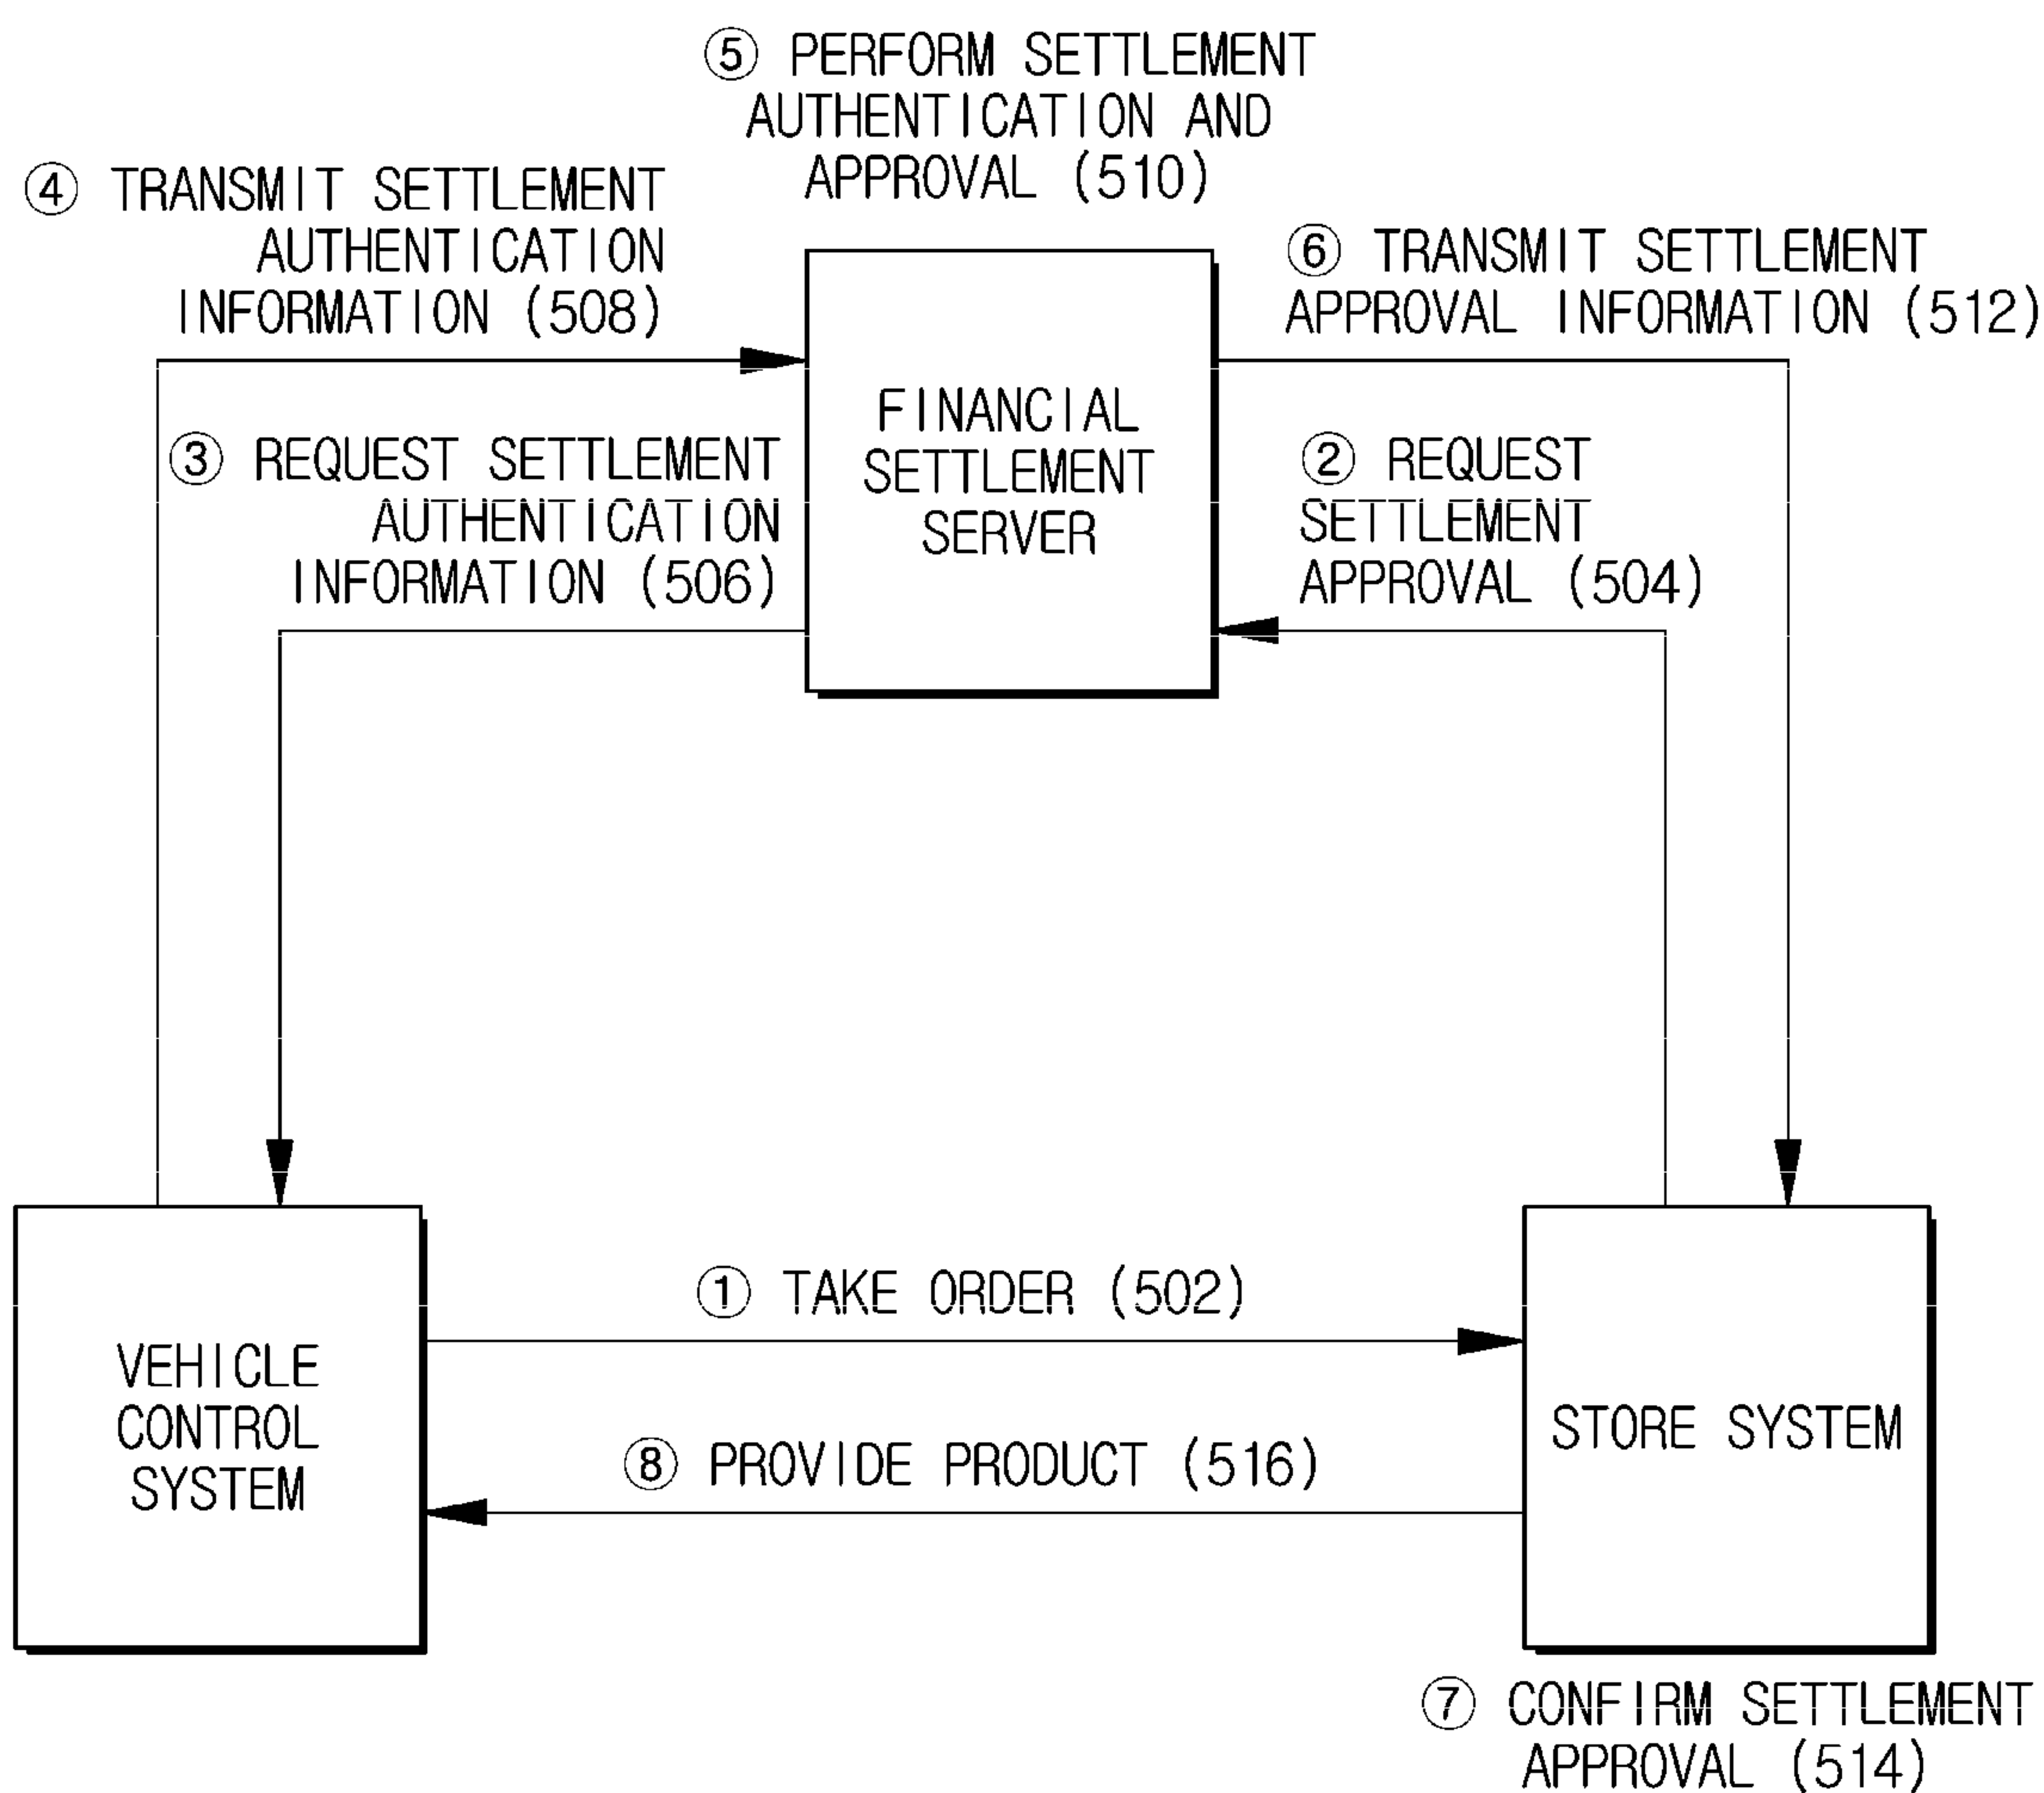 ⑤ PERFORM SETTLEMENT
AUTHENTICATION AND
APPROVAL (510)
④ TRANSMIT SETTLEMENT
AUTHENTICATION
INFORMATION (508)
⑥ TRANSMIT SETTLEMENT
APPROVAL INFORMATION (512)
③ REQUEST SETTLEMENT
AUTHENTICATION
INFORMATION (506)
FINANCIAL
SETTLEMENT
SERVER
② REQUEST
SETTLEMENT
APPROVAL (504)
① TAKE ORDER (502)
VEHICLE
CONTROL
SYSTEM
STORE SYSTEM
⑧ PROVIDE PRODUCT (516)
⑦ CONFIRM SETTLEMENT
APPROVAL (514)